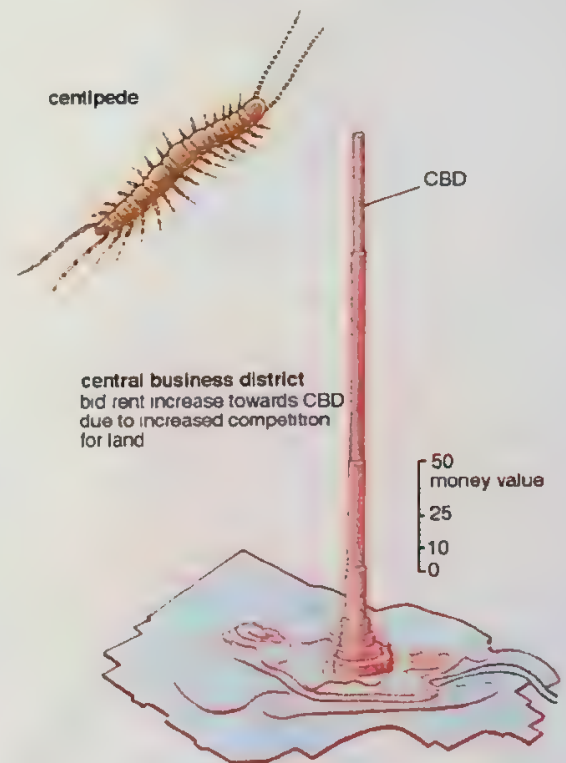 centipede
CBD
central business district
bid rent increase towards CBD
due to increased competition
for land
50
money value
25
10
0